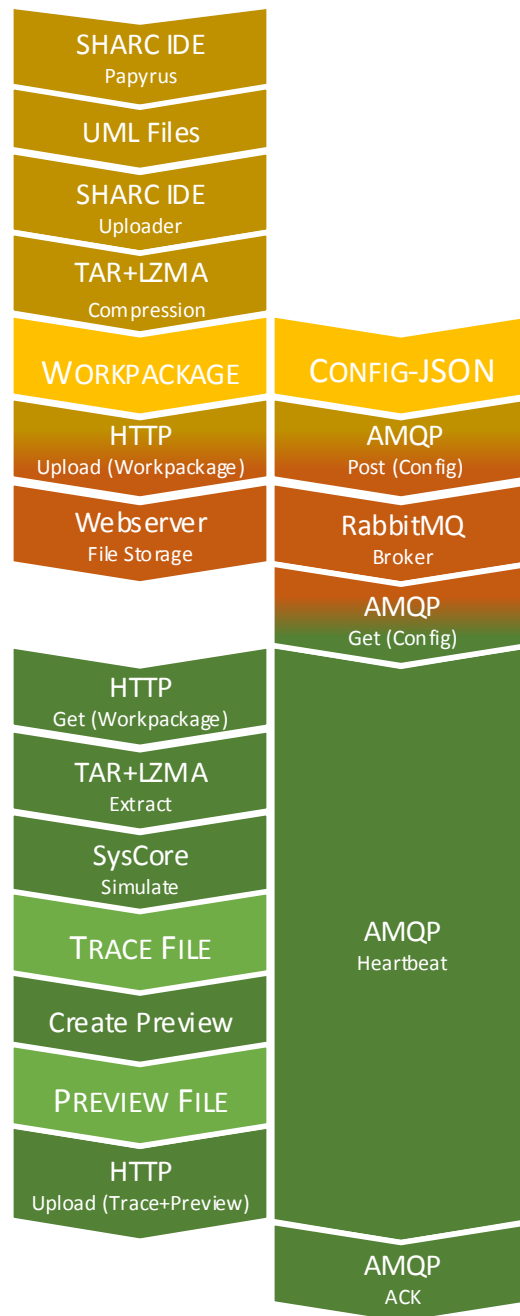 SHARC IDE
Papyrus
UML Files
SHARC IDE
Uploader
TAR+LZMA
Compression
WORKPACKAGE
CONFIG-JSON
HTTP
Upload (Workpackage)
AMQP
Post (Config)
Webserver
File Storage
RabbitMQ
Broker
AMQP
Get (Config)
HTTP
Get (Workpackage)
TAR+LZMA
Extract
SysCore
Simulate
TRACE FILE
Create Preview
PREVIEW FILE
HTTP
Upload (Trace+Preview)
AMQP
Heartbeat
AMQP
ACK